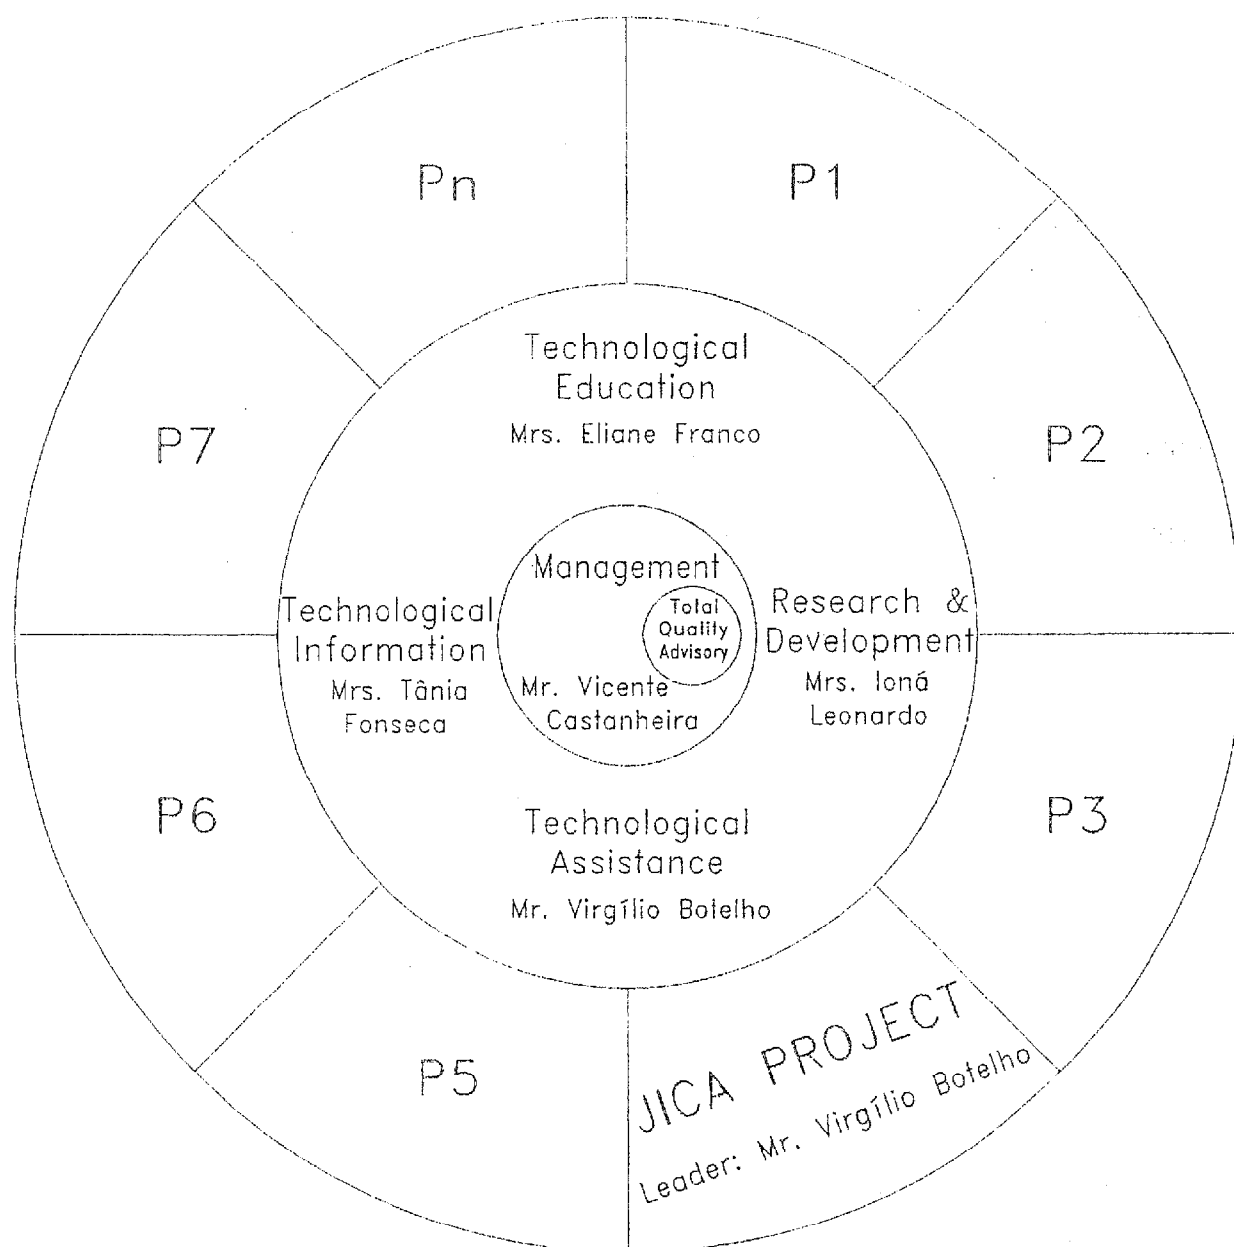 Pn
P1
P7
P2
Technological
Education
Mrs. Eliane Franco
Management
Total
Quality
Advisory
Mr. Vicente
Castanheira
Technological
Information
Mrs. Tânia
Fonseca
Research &
Development
Mrs. Ioná
Leonardo
Technological
Assistance
Mr. Virgílio Botelho
P6
P3
P5
JICA PROJECT
Leader: Mr. Virgílio Botelho